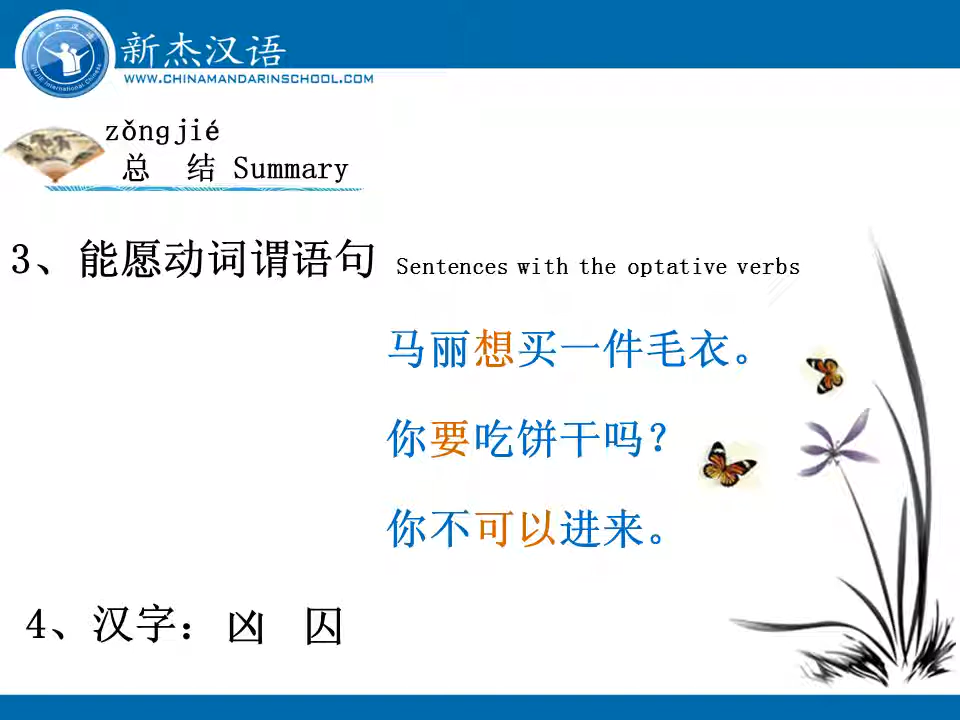 新杰汉语
WWW.CHINAMANDARINSCHOOL.COM
zǒngjié
总 结 Summary
3、能愿动词谓语句 Sentences with the optative verbs
马丽想买一件毛衣。
你要吃饼干吗？
你不可以进来。
4、汉字：凶 囚